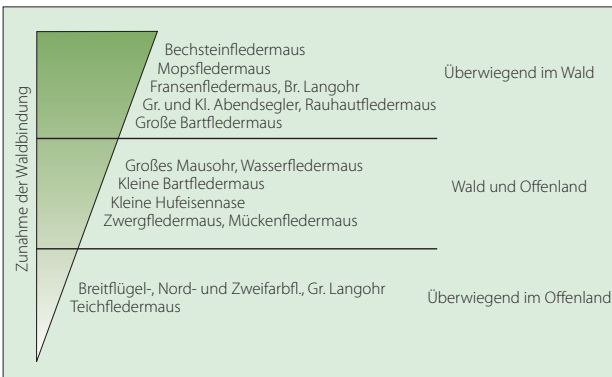 Zunahme der Waldbindung
Bechsteinfledermaus
Mopsfledermaus
Fransenfledermaus, Br. Langohr
Gr. und Kl. Abendsegler, Rauhautfledermaus
Große Bartfledermaus
Überwiegend im Wald
Großes Mausohr, Wasserfledermaus
Kleine Bartfledermaus
Kleine Hufeisennase
Zwergfledermaus, Mückenfledermaus
Wald und Offenland
Breitflügel-, Nord- und Zweifarbfl., Gr. Langohr
Teichfledermaus
Überwiegend im Offenland